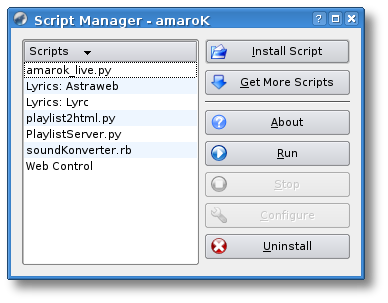 Script Manager - amaroK
Scripts
amarok_live.py
Lyrics: Astraweb
Lyrics: Lyrc
playlist2html.py
PlaylistServer.py
soundKonverter.rb
Web Control
Install Script
Get More Scripts
About
Run
Stop
Configure
Uninstall